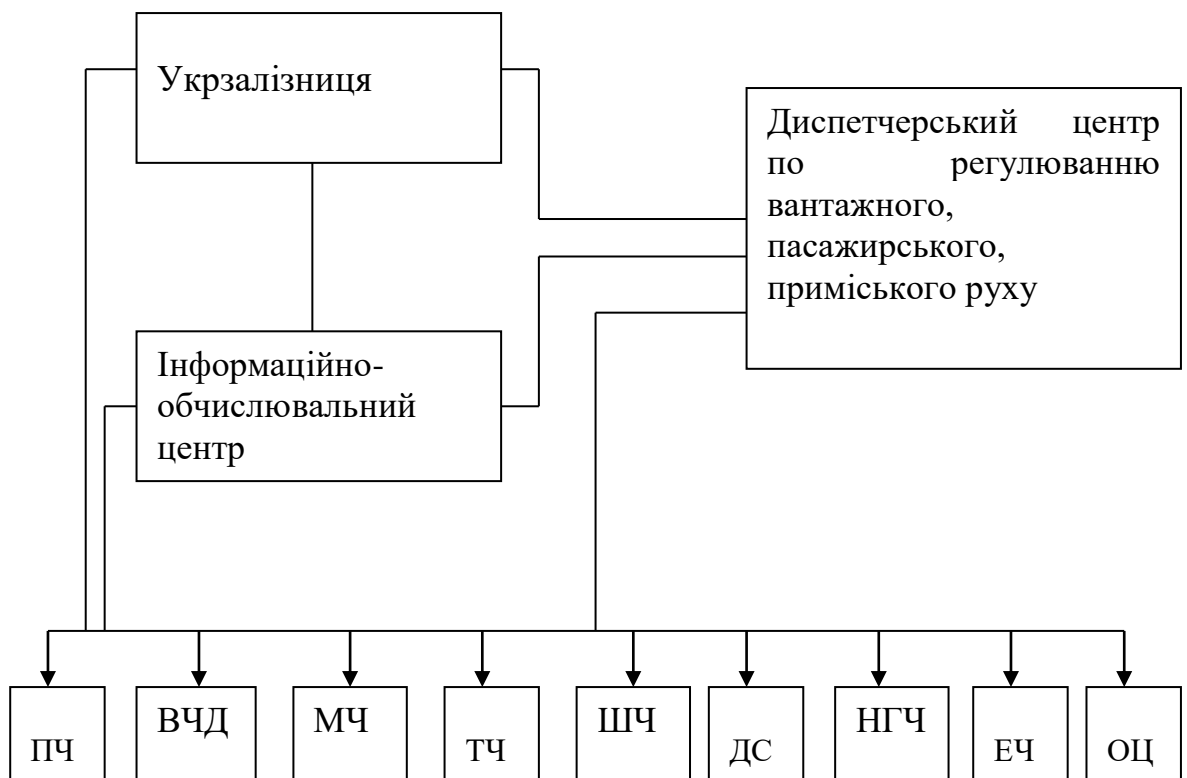 Укрзалізниця
Диспетчерський центр
по регулюванню
вантажного,
пасажирського,
приміського руху
Інформаційно-
обчислювальний
центр
ПЧ
ВЧД
МЧ
ТЧ
ШЧ
ДС
НГЧ
ЕЧ
ОЦ